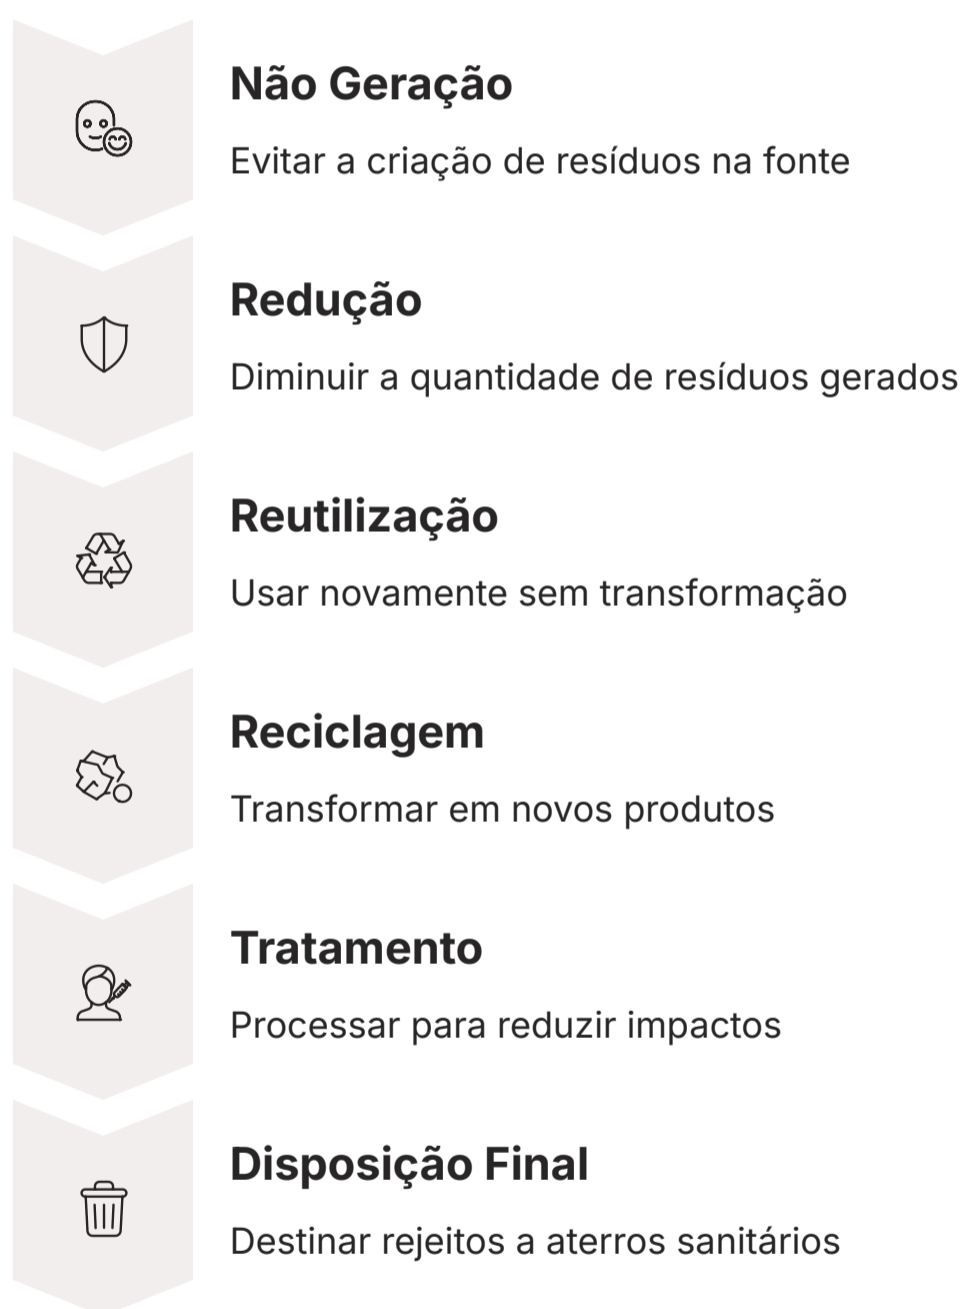 Não Geração
Evitar a criação de resíduos na fonte
Redução
Diminuir a quantidade de resíduos gerados
Reutilização
Usar novamente sem transformação
Reciclagem
Transformar em novos produtos
Tratamento
Processar para reduzir impactos
Disposição Final
Destinar rejeitos a aterros sanitários